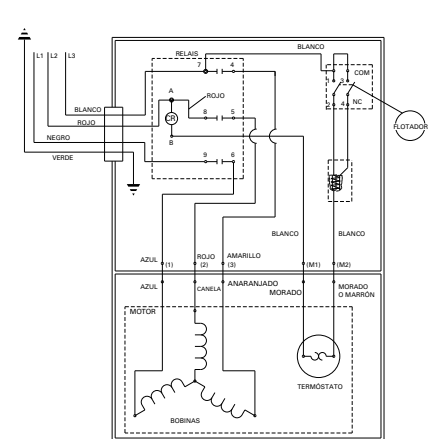 BLANCO
RELAIS
L1 L2 L3
7 4
COM
1 3
A
ROJO
2 4 NC
BLANCO
8 5
FLOTADOR
ROJO
CR
NEGRO
B
VERDE
9 6
BLANCO BLANCO
AZUL (1)
ROJO (2)
AMARILLO (3)
(M1) (M2)
AZUL
CANELA
ANARANJADO
MORADO
MORADO
O MARRÓN
MOTOR
TERMÓSTATO
BOBINAS